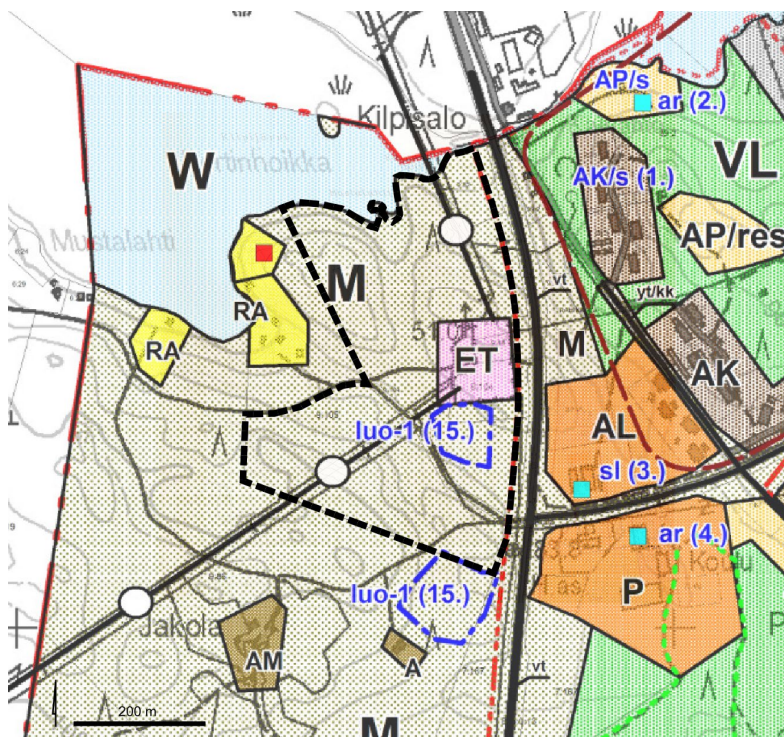 AP/s
ar (2.)
Kilpisalo
W
VL
AK/s (1.)
Mustalahti
AP/res
M
RA
vt
yt/kk
RA
ET
M
AK
AL
luo-1 (15.)
sl (3.)
ar (4.)
Koulu
luo-1 (15.)
P
Jakola
AM
A
vt
200 m
M